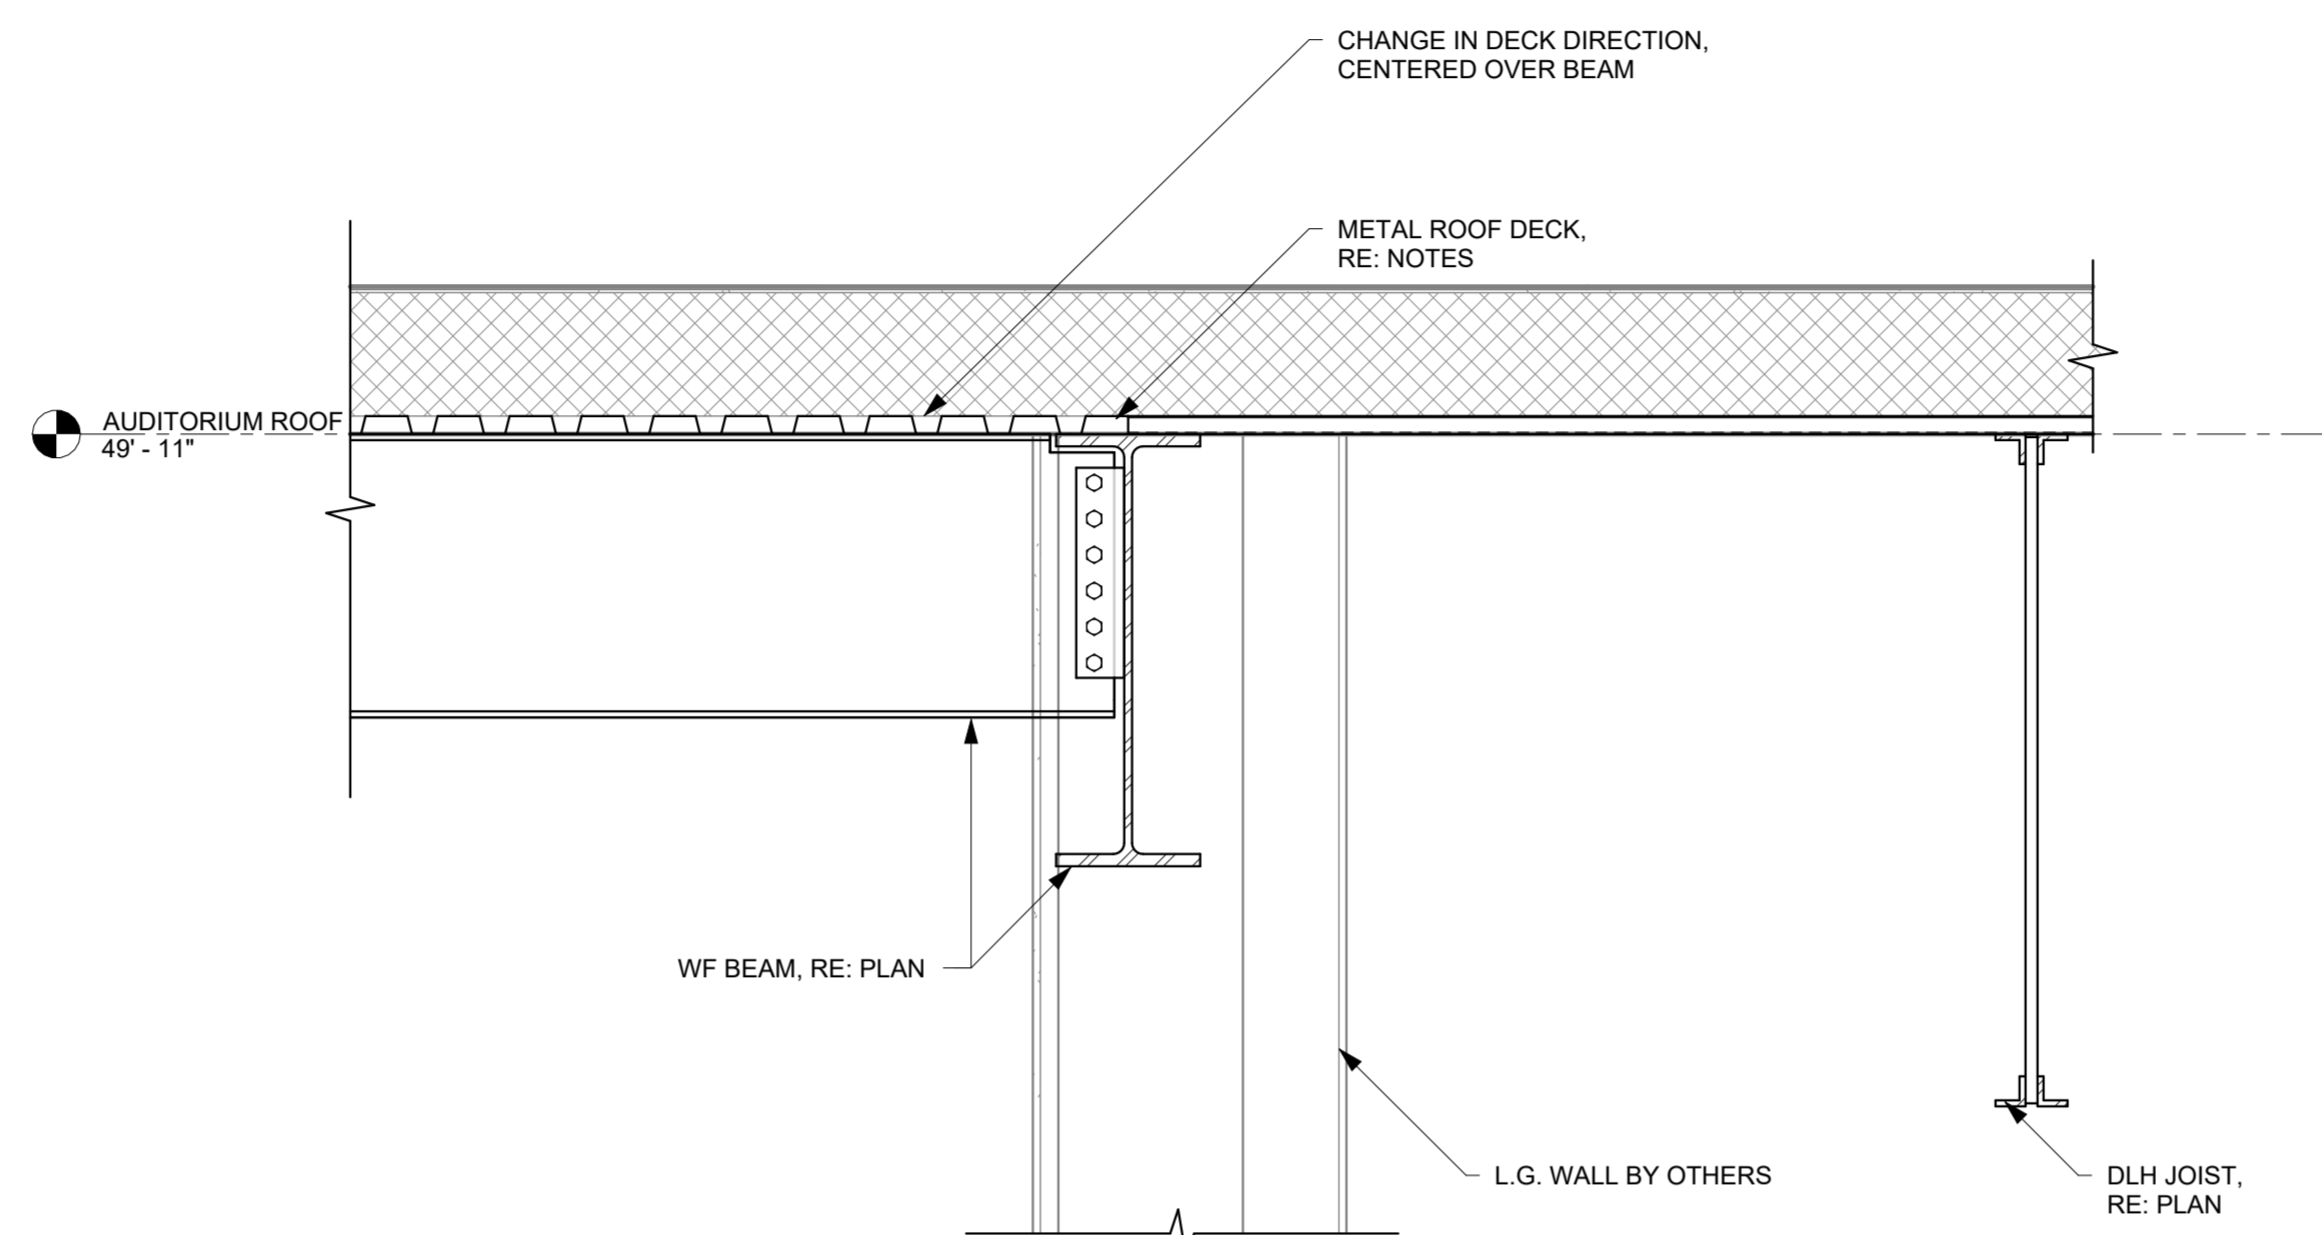 CHANGE IN DECK DIRECTION,
CENTERED OVER BEAM
METAL ROOF DECK,
RE: NOTES
AUDITORIUM ROOF
49' - 11"
WF BEAM, RE: PLAN
L.G. WALL BY OTHERS
DLH JOIST,
RE: PLAN